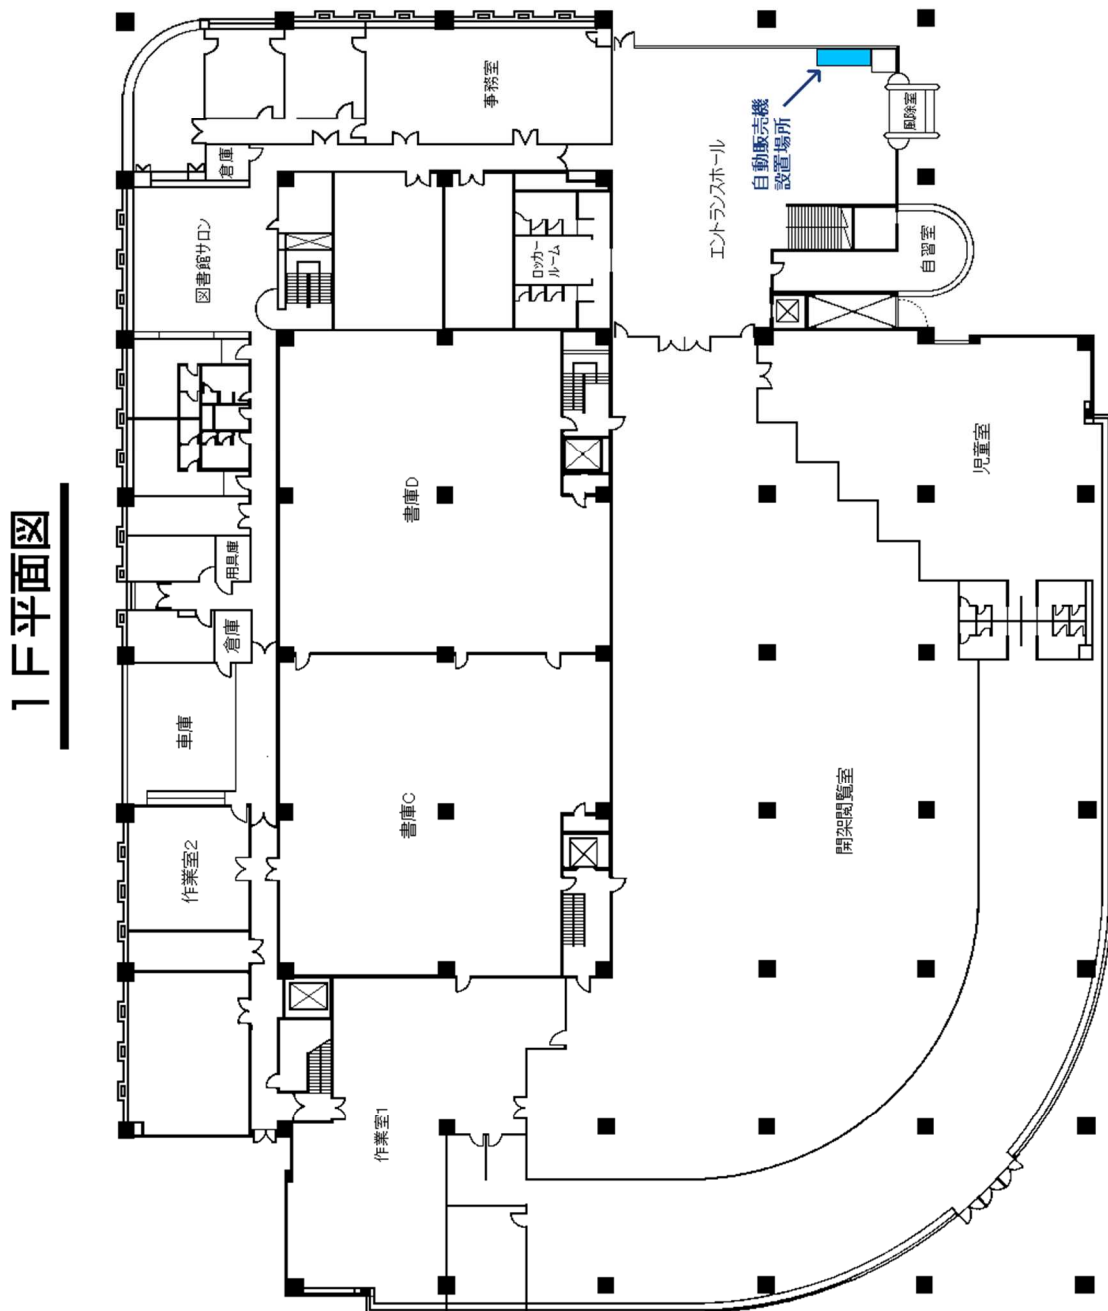 1F平面図
事務室
倉庫
図書館サロン
ロッカー
ルーム
エントランスホール
自動販売機
設置場所
風除室
自習室
児童室
書庫D
用具庫
倉庫
車庫
書庫C
開架閲覧室
作業室2
作業室1